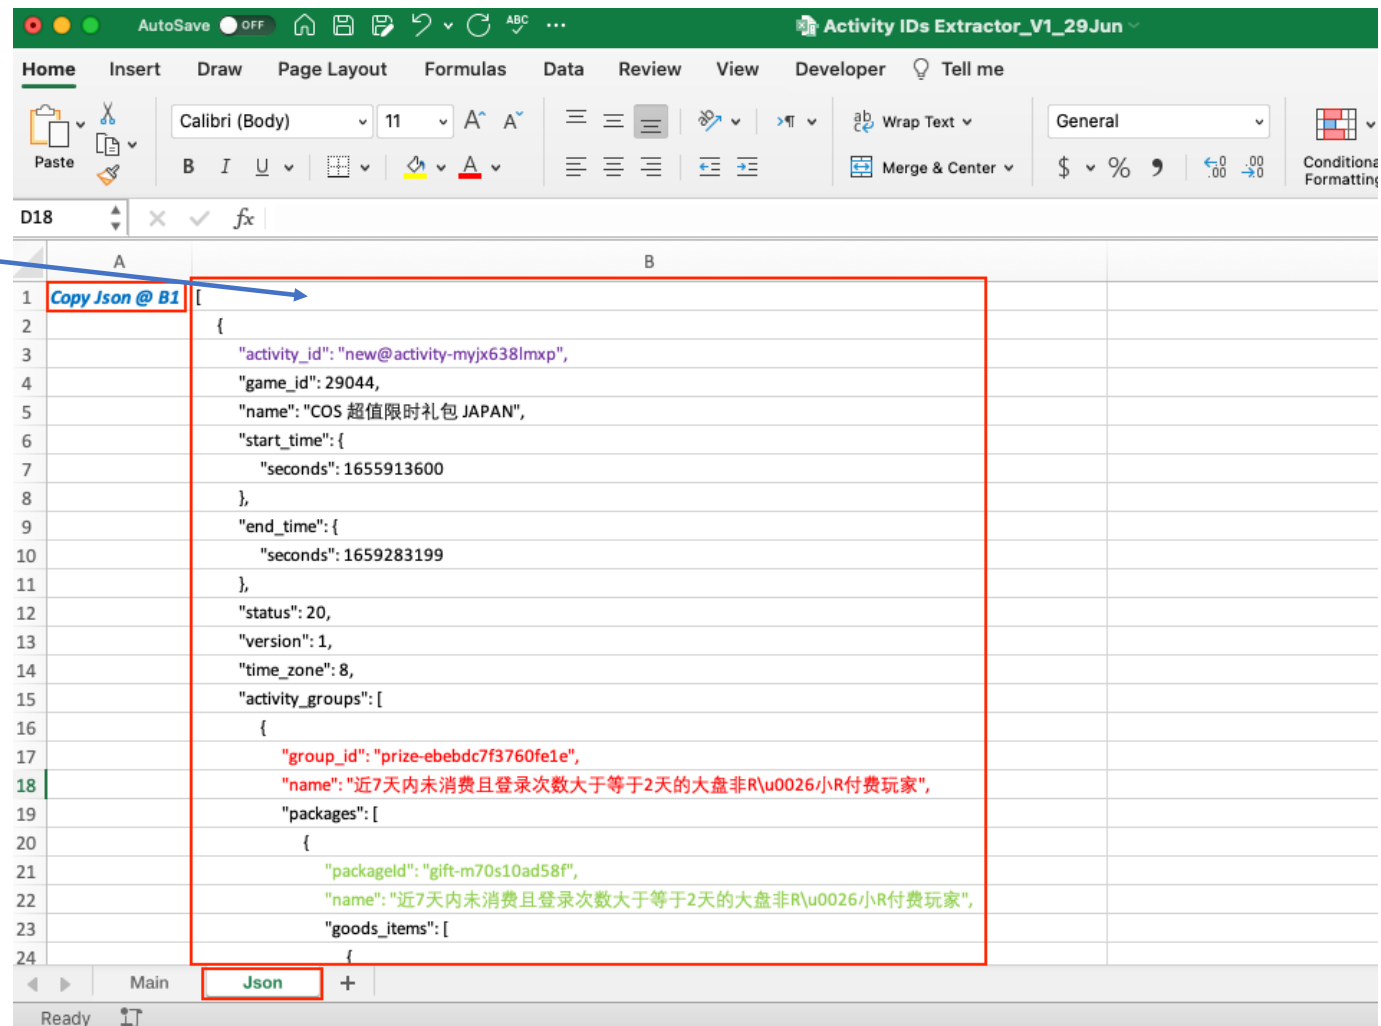 AutoSave OFF ABC ... Activity IDs Extractor_V1_29Jun
Home Insert Draw Page Layout Formulas Data Review View Developer Tell me
Calibri (Body) 11 A A ab Wrap Text General
Paste B I U A Merge & Center $ % Conditional Formatting
D18 fx
A B
1 Copy Json @ B1 [
2 {
3 "activity_id": "new@activity-myjx638lmxp",
4 "game_id": 29044,
5 "name": "COS 超值限时礼包 JAPAN",
6 "start_time": {
7 "seconds": 1655913600
8 },
9 "end_time": {
10 "seconds": 1659283199
11 },
12 "status": 20,
13 "version": 1,
14 "time_zone": 8,
15 "activity_groups": [
16 {
17 "group_id": "prize-ebebdc7f3760fe1e",
18 "name": "近7天内未消费且登录次数大于等于2天的大盘非R\u0026小R付费玩家",
19 "packages": [
20 {
21 "packageId": "gift-m70s10ad58f",
22 "name": "近7天内未消费且登录次数大于等于2天的大盘非R\u0026小R付费玩家",
23 "goods_items": [
24 {
Main Json +
Ready